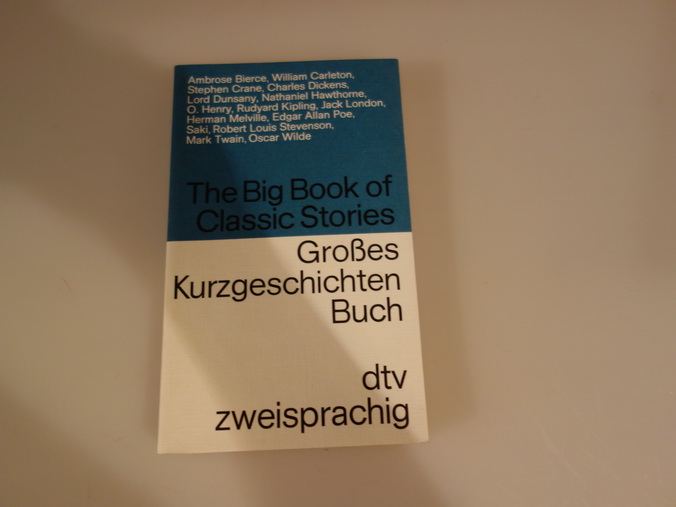 Ambrose Bierce, William Carleton,
Stephen Crane, Charles Dickens,
Lord Dunsany, Nathaniel Hawthorne,
O. Henry, Rudyard Kipling, Jack London,
Herman Melville, Edgar Allan Poe,
Saki, Robert Louis Stevenson,
Mark Twain, Oscar Wilde
The Big Book of
Classic Stories
Großes
Kurzgeschichten
Buch
dtv
zweisprachig